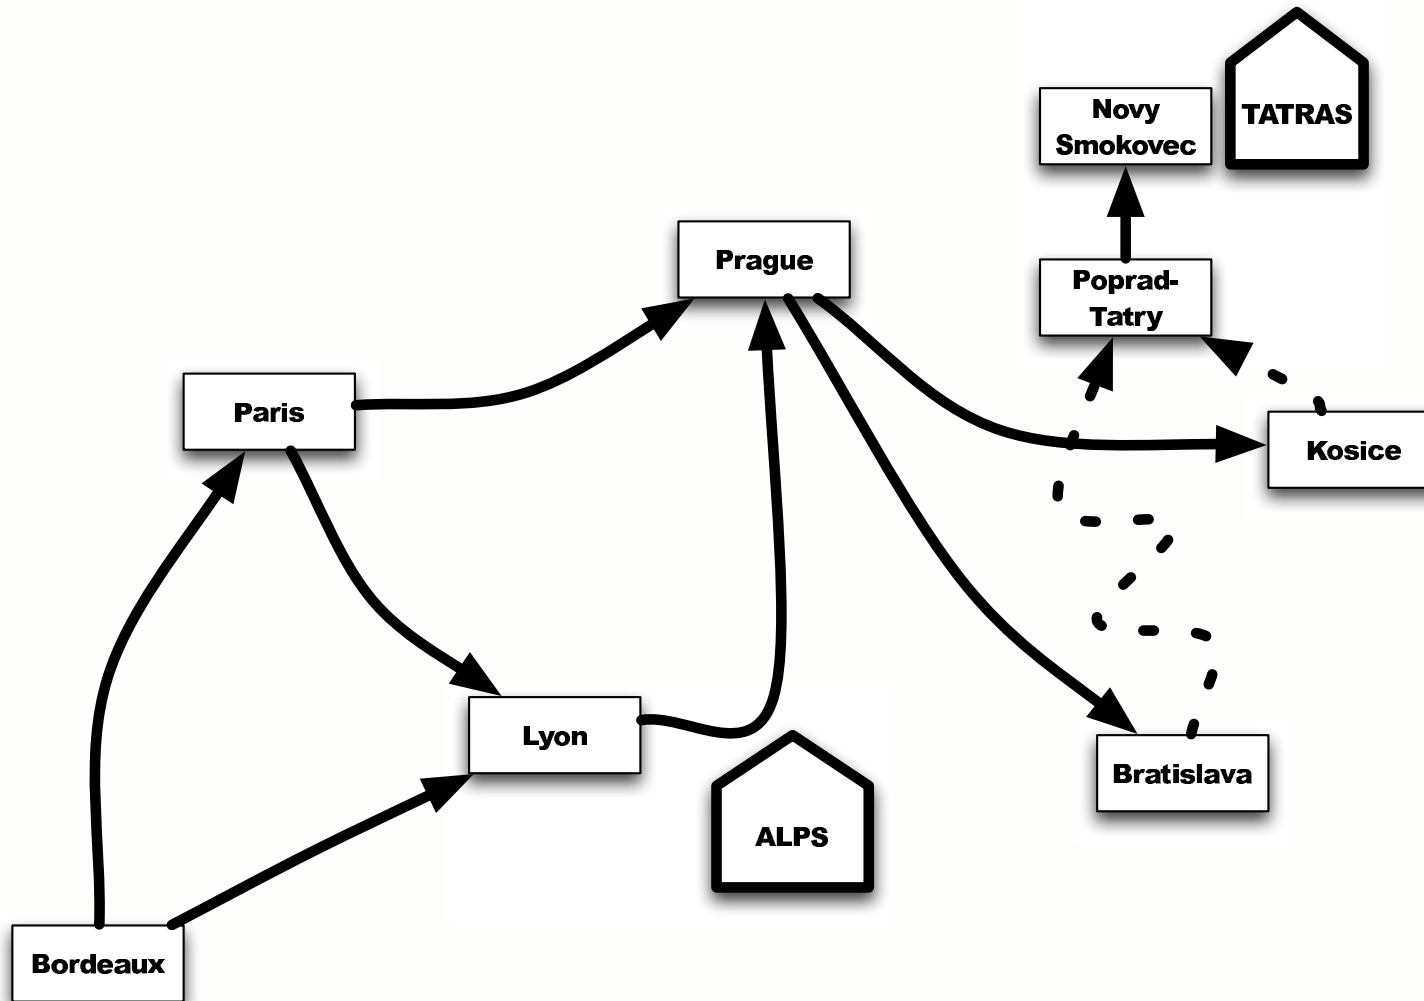 Novy
Smokovec
TATRAS
Prague
Poprad-
Tatry
Paris
Kosice
Lyon
Bratislava
ALPS
Bordeaux